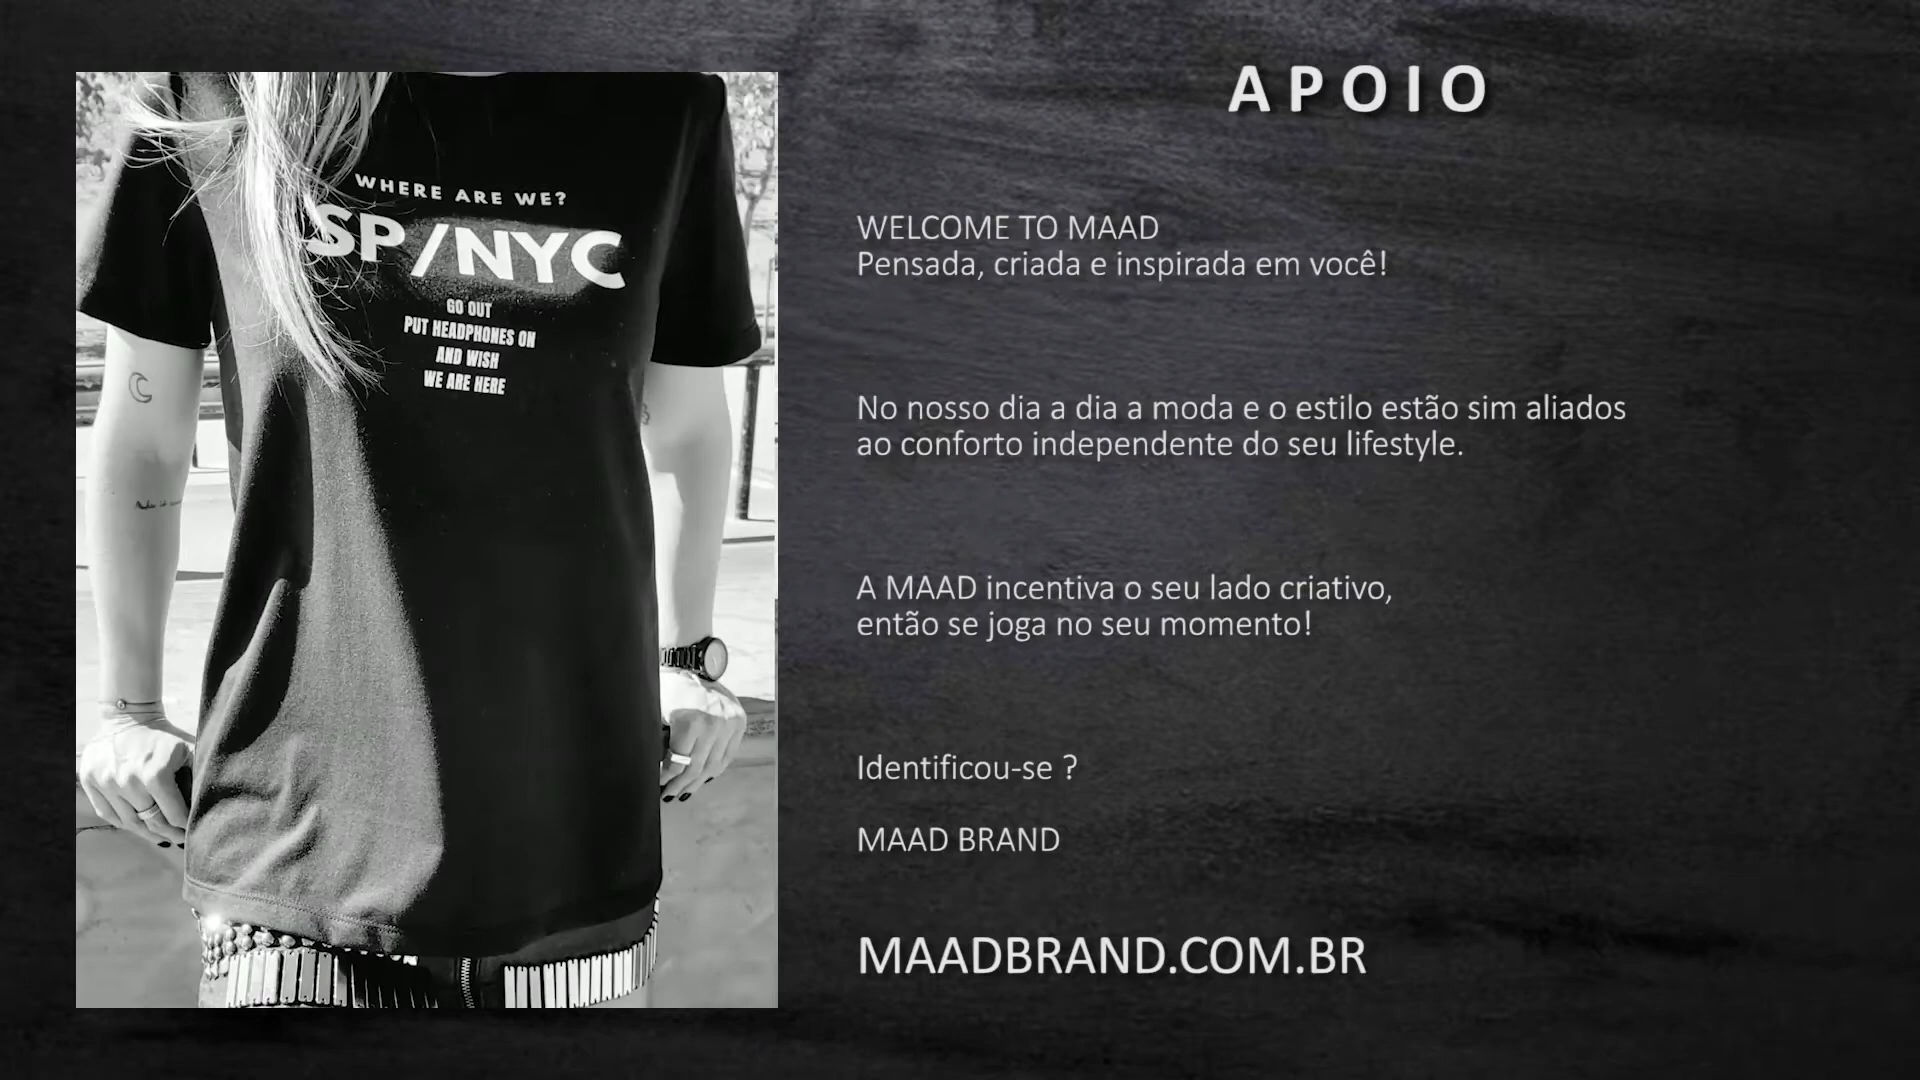 WHERE ARE WE?
SP/NYC
GO OUT
PUT HEADPHONES ON
AND WISH
WE ARE HERE
APOIO
WELCOME TO MAAD
Pensada, criada e inspirada em você!
No nosso dia a dia a moda e o estilo estão sim aliados
ao conforto independente do seu lifestyle.
A MAAD incentiva o seu lado criativo,
então se joga no seu momento!
Identificou-se ?
MAAD BRAND
MAADBRAND.COM.BR